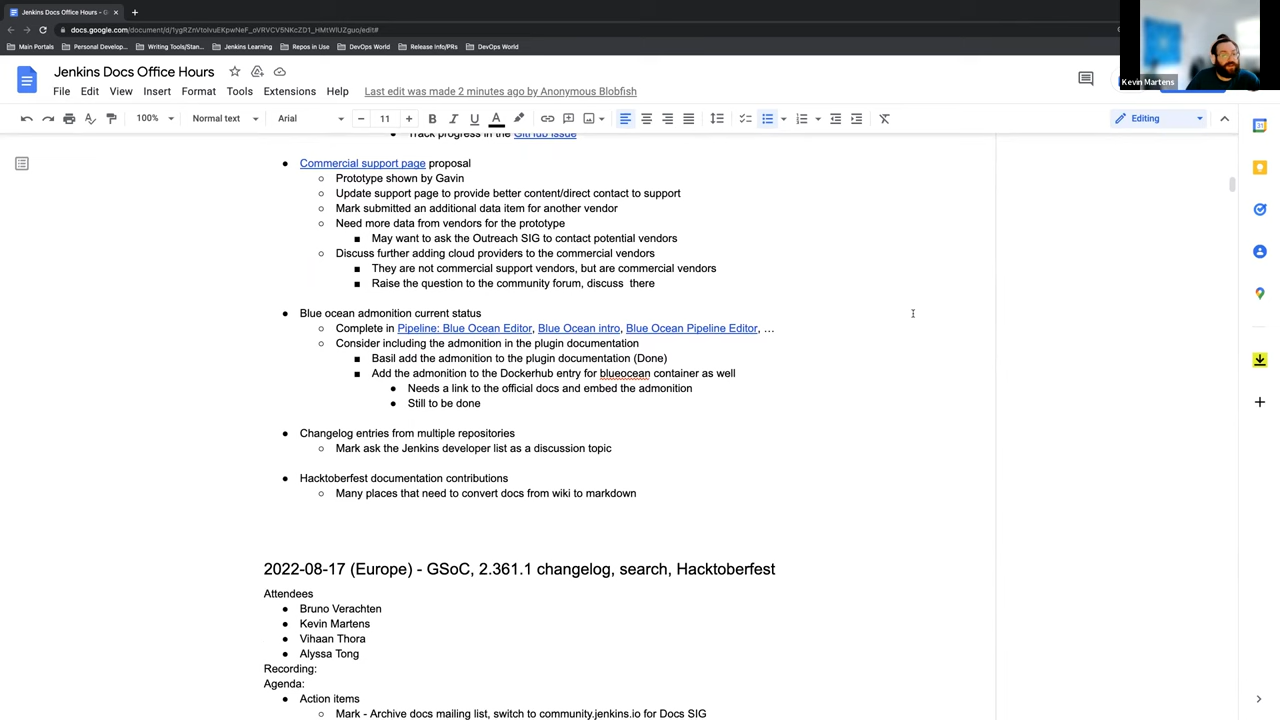 Jenkins Docs Office Hours - G
docs.google.com/document/d/1ygRZnVtoIvuEKpwNeF_oVRVCV5NKcZD1_HMtWlUZguo/edit#
Main Portals
Personal Develop...
Writing Tools/Stan...
Jenkins Learning
Repos in Use
DevOps World
Release Info/PRs
DevOps World
Kevin Martens
Jenkins Docs Office Hours
File Edit View Insert Format Tools Extensions Help Last edit was made 2 minutes ago by Anonymous Blobfish
100% Normal text Arial 11 Editing
Track progress in the GitHub issue
Commercial support page proposal
Prototype shown by Gavin
Update support page to provide better content/direct contact to support
Mark submitted an additional data item for another vendor
Need more data from vendors for the prototype
May want to ask the Outreach SIG to contact potential vendors
Discuss further adding cloud providers to the commercial vendors
They are not commercial support vendors, but are commercial vendors
Raise the question to the community forum, discuss there
Blue ocean admonition current status
Complete in Pipeline: Blue Ocean Editor, Blue Ocean intro, Blue Ocean Pipeline Editor, …
Consider including the admonition in the plugin documentation
Basil add the admonition to the plugin documentation (Done)
Add the admonition to the Dockerhub entry for blueocean container as well
Needs a link to the official docs and embed the admonition
Still to be done
Changelog entries from multiple repositories
Mark ask the Jenkins developer list as a discussion topic
Hacktoberfest documentation contributions
Many places that need to convert docs from wiki to markdown
2022-08-17 (Europe) - GSoC, 2.361.1 changelog, search, Hacktoberfest
Attendees
Bruno Verachten
Kevin Martens
Vihaan Thora
Alyssa Tong
Recording:
Agenda:
Action items
Mark - Archive docs mailing list, switch to community.jenkins.io for Docs SIG